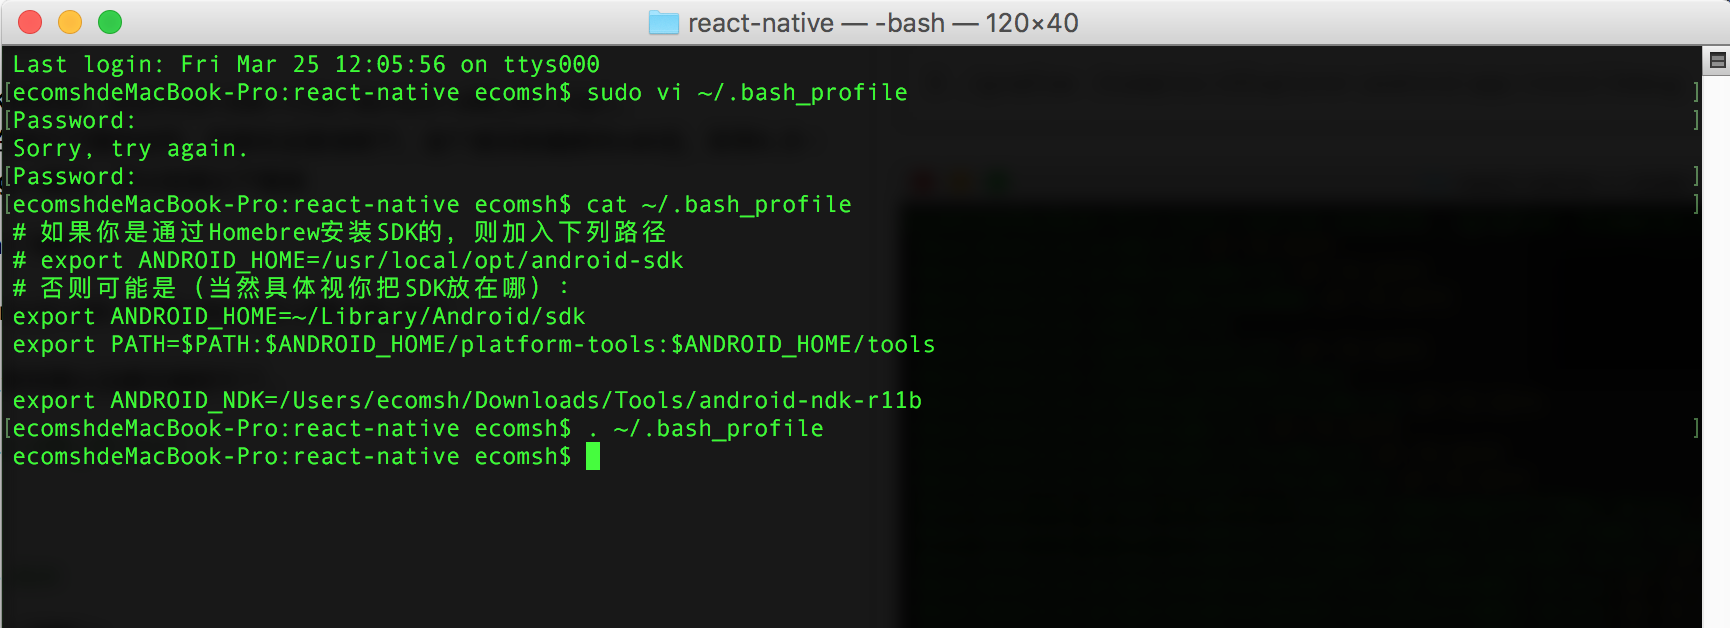 react-native — -bash — 120×40
Last login: Fri Mar 25 12:05:56 on ttys000
[ecomshdeMacBook-Pro:react-native ecomsh$ sudo vi ~/.bash_profile ]
[Password: ]
Sorry, try again.
[Password: ]
[ecomshdeMacBook-Pro:react-native ecomsh$ cat ~/.bash_profile ]
# 如果你是通过Homebrew安装SDK的, 则加入下列路径
# export ANDROID_HOME=/usr/local/opt/android-sdk
# 否则可能是（当然具体视你把SDK放在哪）:
export ANDROID_HOME=~/Library/Android/sdk
export PATH=$PATH:$ANDROID_HOME/platform-tools:$ANDROID_HOME/tools
export ANDROID_NDK=/Users/ecomsh/Downloads/Tools/android-ndk-r11b
[ecomshdeMacBook-Pro:react-native ecomsh$ . ~/.bash_profile ]
ecomshdeMacBook-Pro:react-native ecomsh$